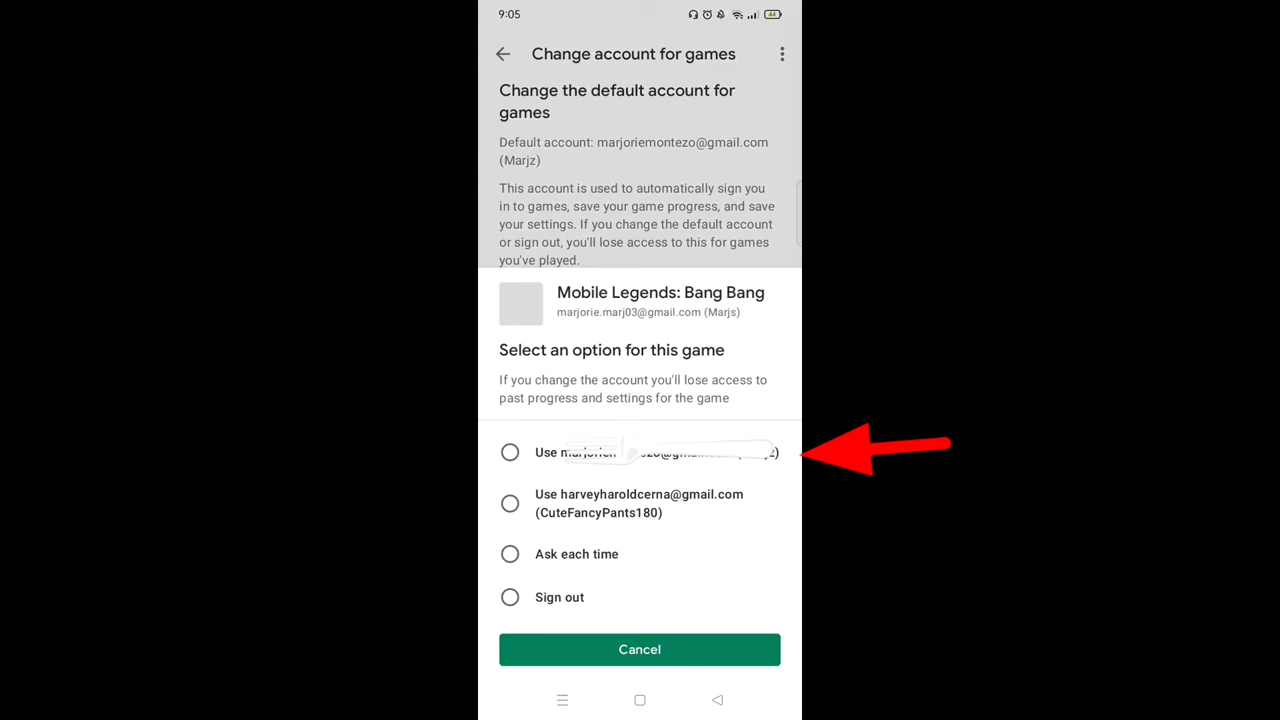 9:05
44
Change account for games
Change the default account for
games
Default account: marjoriemontezo@gmail.com
(Marjz)
This account is used to automatically sign you
in to games, save your game progress, and save
your settings. If you change the default account
or sign out, you'll lose access to this for games
you've played.
Mobile Legends: Bang Bang
marjorie.marj03@gmail.com (Marjs)
Select an option for this game
If you change the account you'll lose access to
past progress and settings for the game
Use
Use harveyharoldcerna@gmail.com
(CuteFancyPants180)
Ask each time
Sign out
Cancel